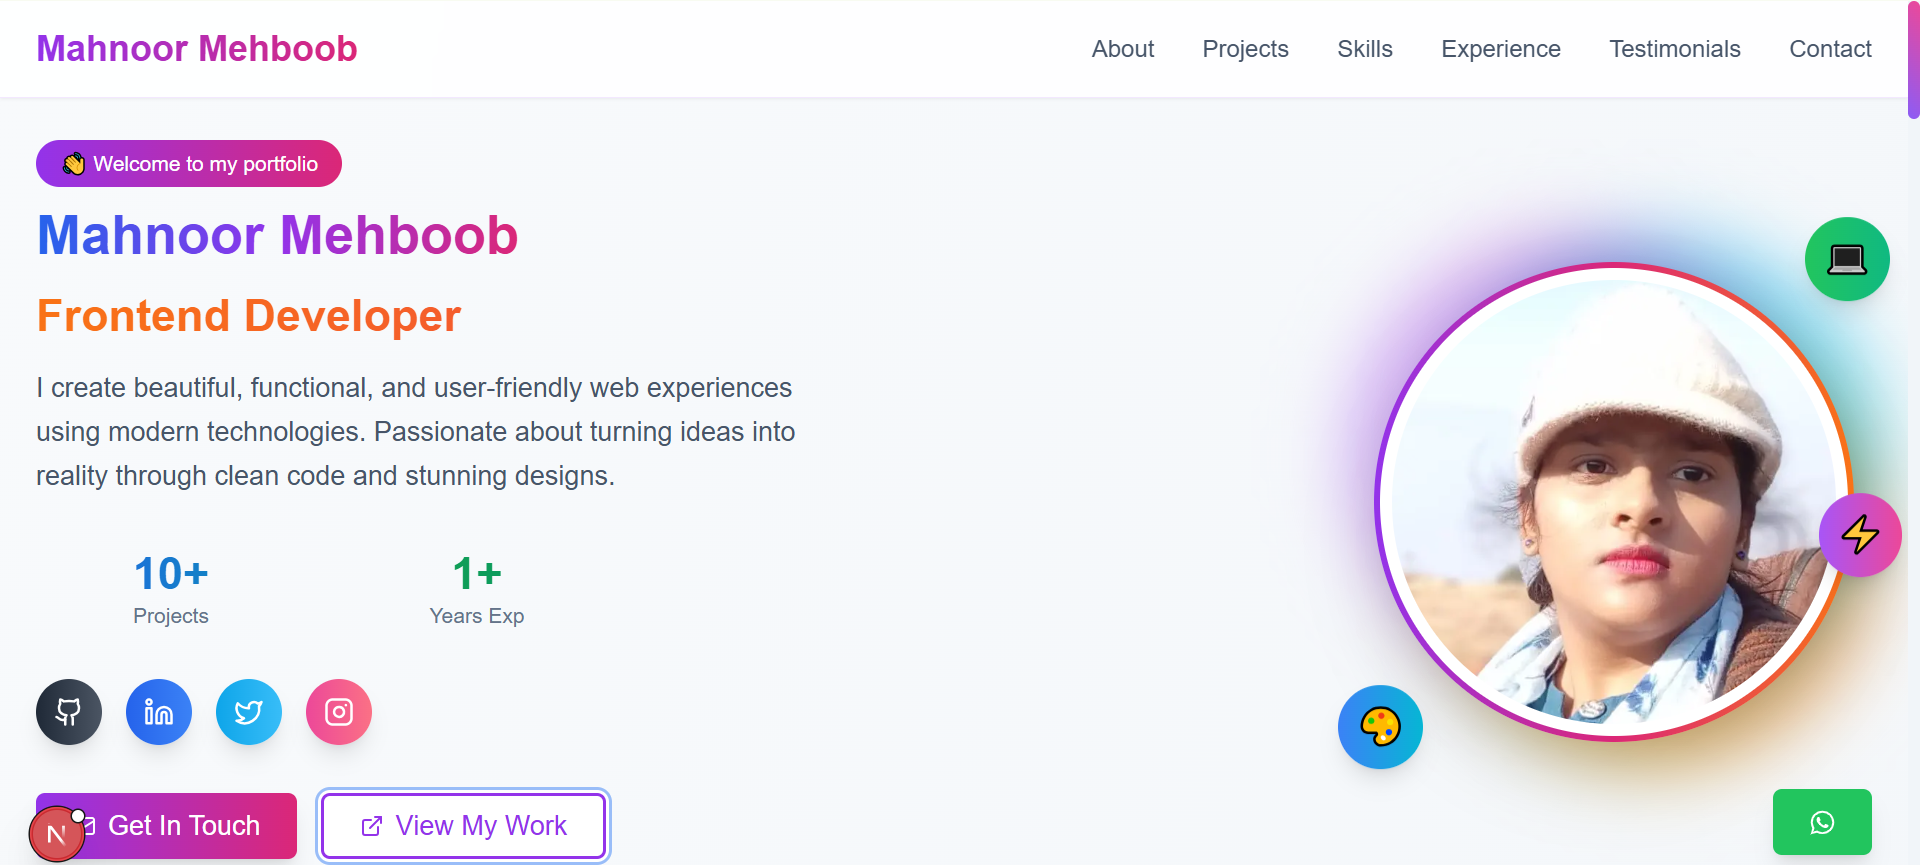 Mahnoor Mehboob
About Projects Skills Experience Testimonials Contact
👋 Welcome to my portfolio
Mahnoor Mehboob
Frontend Developer
I create beautiful, functional, and user-friendly web experiences
using modern technologies. Passionate about turning ideas into
reality through clean code and stunning designs.
10+ 1+
Projects Years Exp
N Get In Touch View My Work